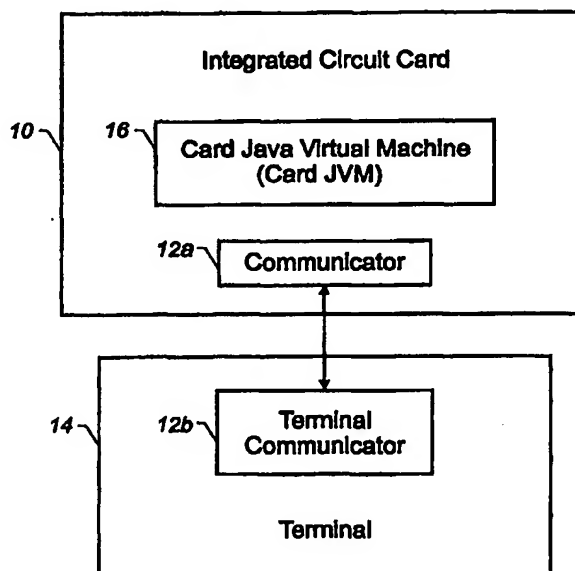 Integrated Circuit Card
10
16
Card Java Virtual Machine
(Card JVM)
12a
Communicator
14
12b
Terminal
Communicator
Terminal